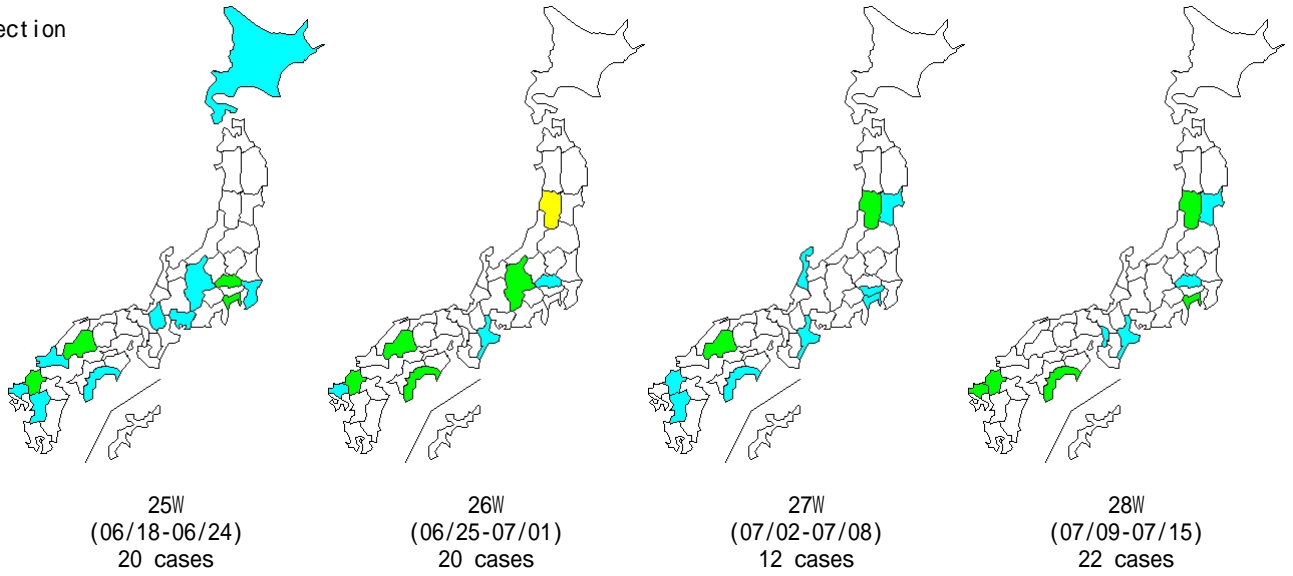 ection
25W
(06/18-06/24)
20 cases
26W
(06/25-07/01)
20 cases
27W
(07/02-07/08)
12 cases
28W
(07/09-07/15)
22 cases